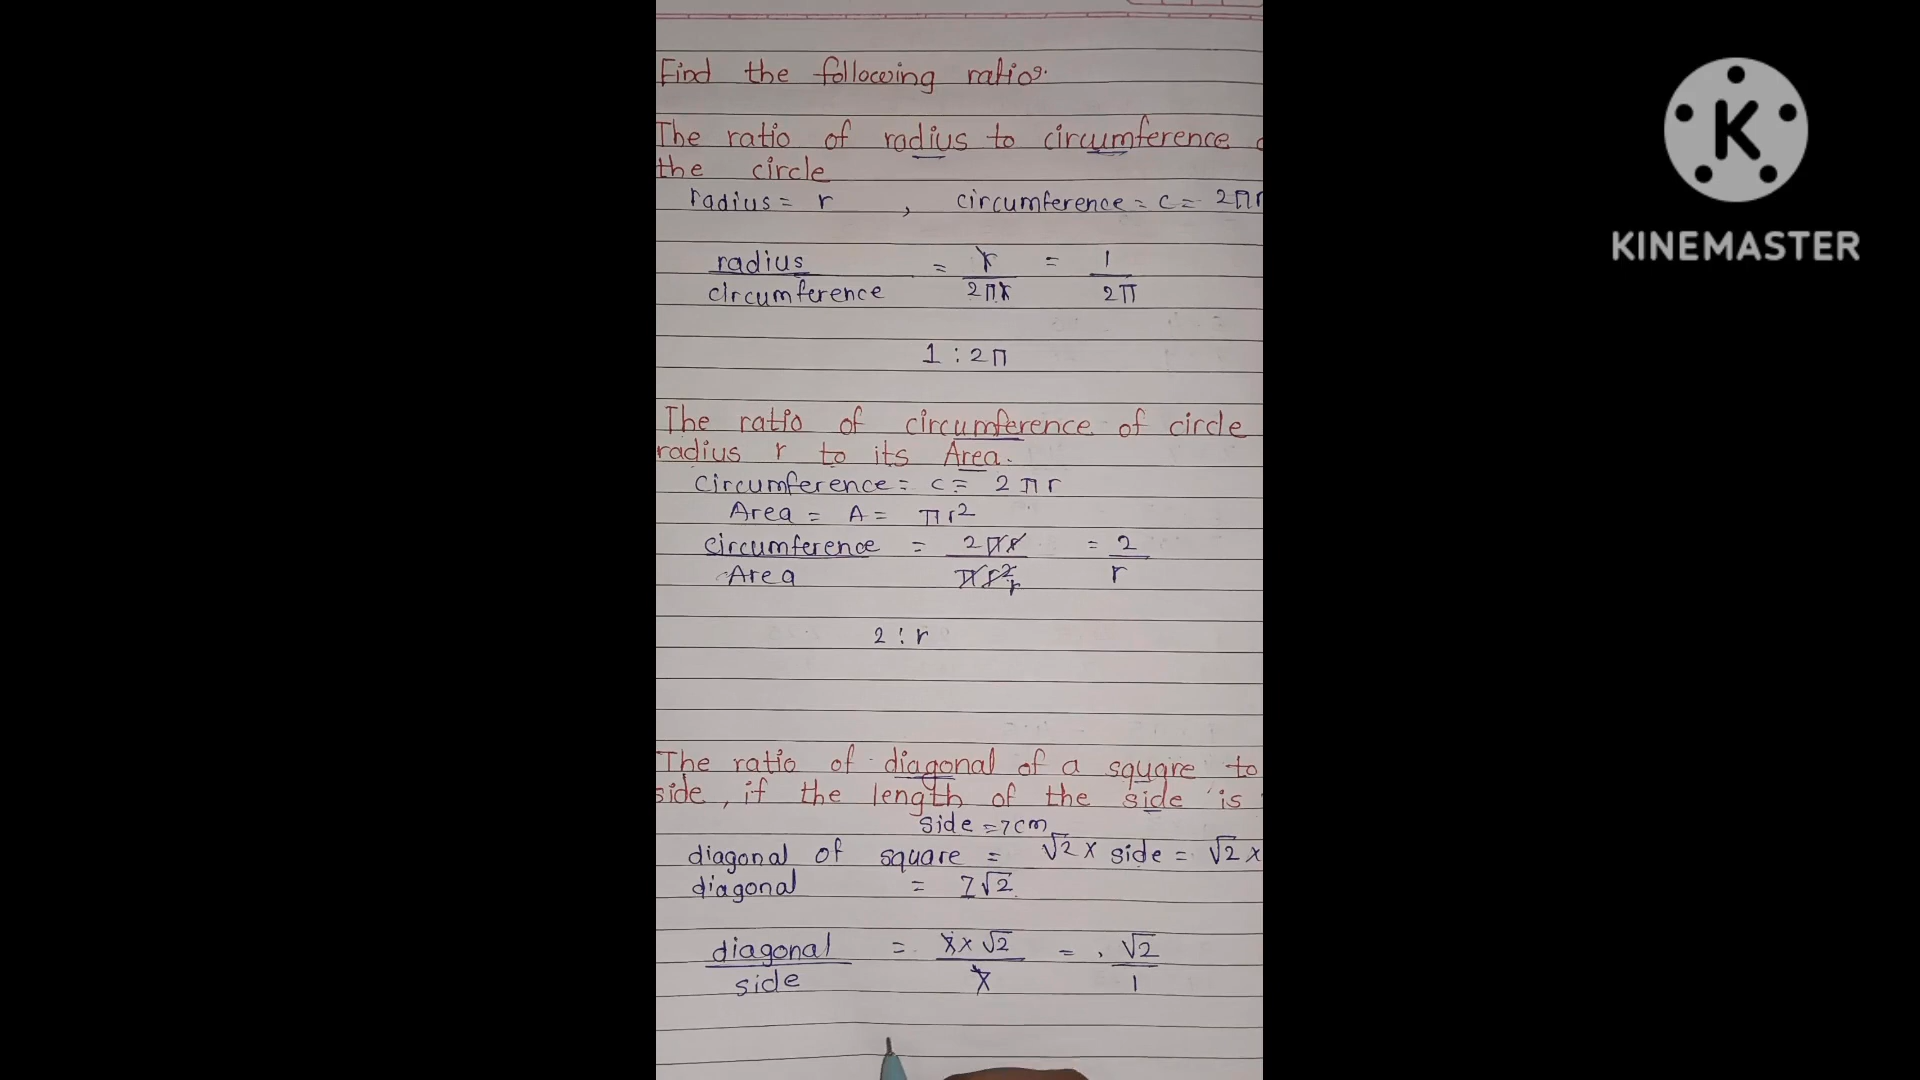 Find the following ratios.
The ratio of radius to circumference
the circle
radius = r , circumference = c = 2πr
radius / circumference = r / 2πr = 1 / 2π
1 : 2π
The ratio of circumference of circle
radius r to its Area.
Circumference = c = 2πr
Area = A = πr²
circumference / Area = 2πr / πr² r = 2 / r
2 : r
The ratio of diagonal of a square to
side, if the length of the side is
side = 7cm
diagonal of square = √2 × side = √2 ×
diagonal = 7√2
diagonal / side = 7×√2 / 7 = √2 / 1
K
KINEMASTER